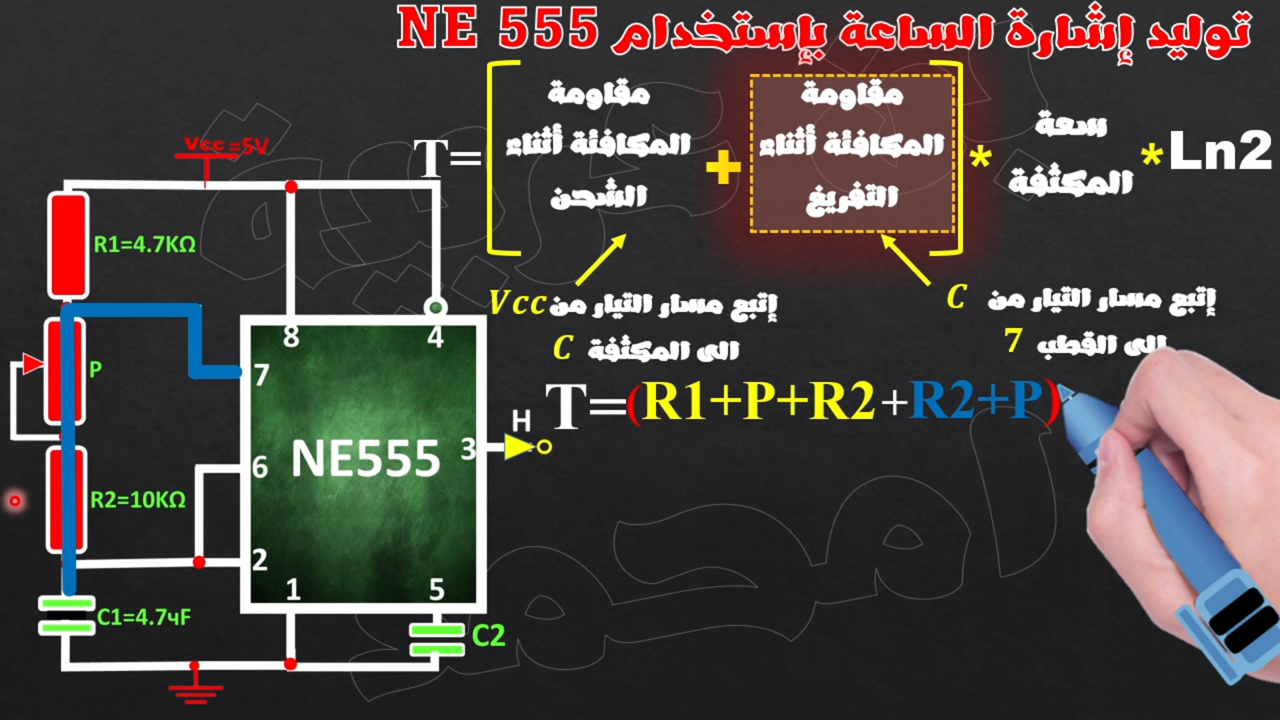 توليد إشارة الساعة بإستخدام NE 555
T=[مقاومة المكافئة أثناء الشحن + مقاومة المكافئة أثناء التفريغ] * سعة المكثفة * Ln2
إتبع مسار التيار من Vcc
الى المكثفة C
إتبع مسار التيار من C
الى القطب 7
T=(R1+P+R2+R2+P)
Vcc =5V
R1=4.7KΩ
P
R2=10KΩ
C1=4.7чF
8
4
7
6
NE555
3
H
2
1
5
C2